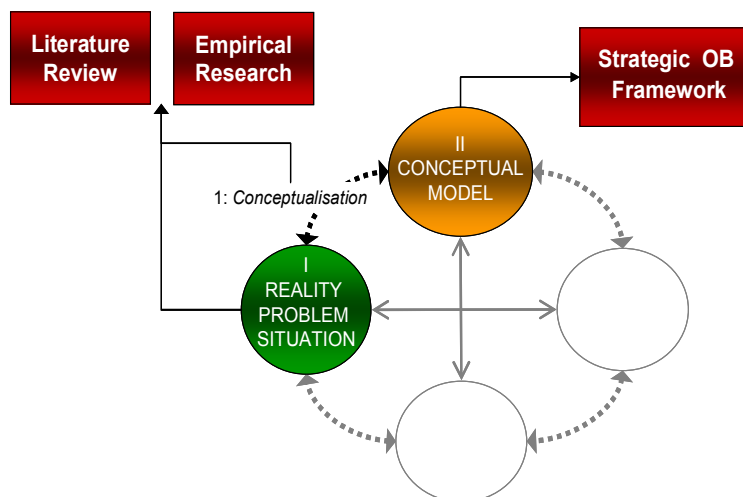 Literature
Review
Empirical
Research
Strategic OB
Framework
II
CONCEPTUAL
MODEL
1: Conceptualisation
I
REALITY
PROBLEM
SITUATION